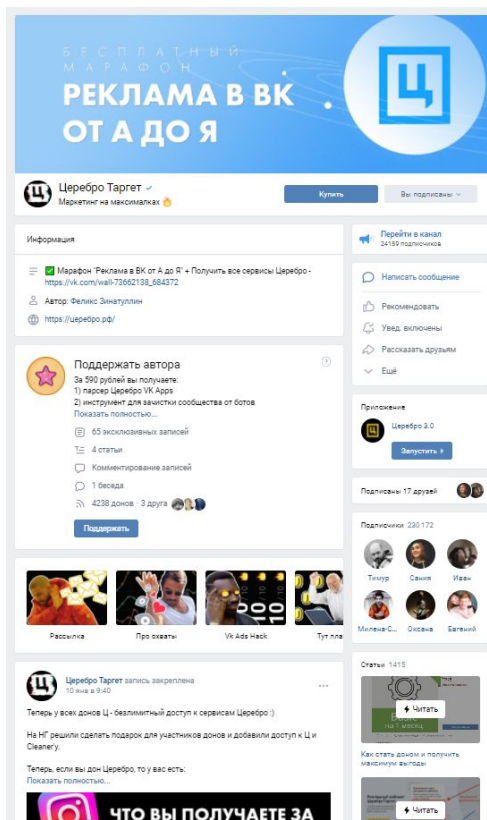 БЕСПЛАТНЫЙ
МАРАФОН
РЕКЛАМА В ВК
ОТ А ДО Я
Ц
Ц
Церебро Таргет
Маркетинг на максималках
Купить
Вы подписаны
Информация
Марафон "Реклама в ВК от А до Я" + Получить все сервисы Церебро -
https://vk.com/wall-73662138_684372
Автор: Феликс Зинатуллин
https://церебро.рф/
Поддержать автора
За 590 рублей вы получаете:
1) парсер Церебро VK Apps
2) инструмент для зачистки сообщества от ботов
Показать полностью...
65 эксклюзивных записей
4 статьи
Комментирование записей
1 беседа
4238 донов · 3 друга
Поддержать
Рассылка
Про охваты
Vk Ads Hack
Тут пла
Ц
Церебро Таргет запись закреплена
10 янв в 9:40
Теперь у всех донов Ц - безлимитный доступ к сервисам Церебро :)
На НГ решили сделать подарок для участников донов и добавили доступ к Ц и
Cleaner'у.
Теперь, если вы дон Церебро, то у вас есть:
Показать полностью...
ЧТО ВЫ ПОЛУЧАЕТЕ ЗА
Перейти в канал
24159 подписчиков
Написать сообщение
Рекомендовать
Увед. включены
Рассказать друзьям
Ещё
Приложение
Ц
Церебро 3.0
Запустить
Подписаны 17 друзей
Подписчики 230 172
Тимур
Сания
Иван
Милена-С...
Оксана
Евгений
Статьи 1415
Читать
на 1 месяц
Как стать доном и получить
максимум выгоды
Читать